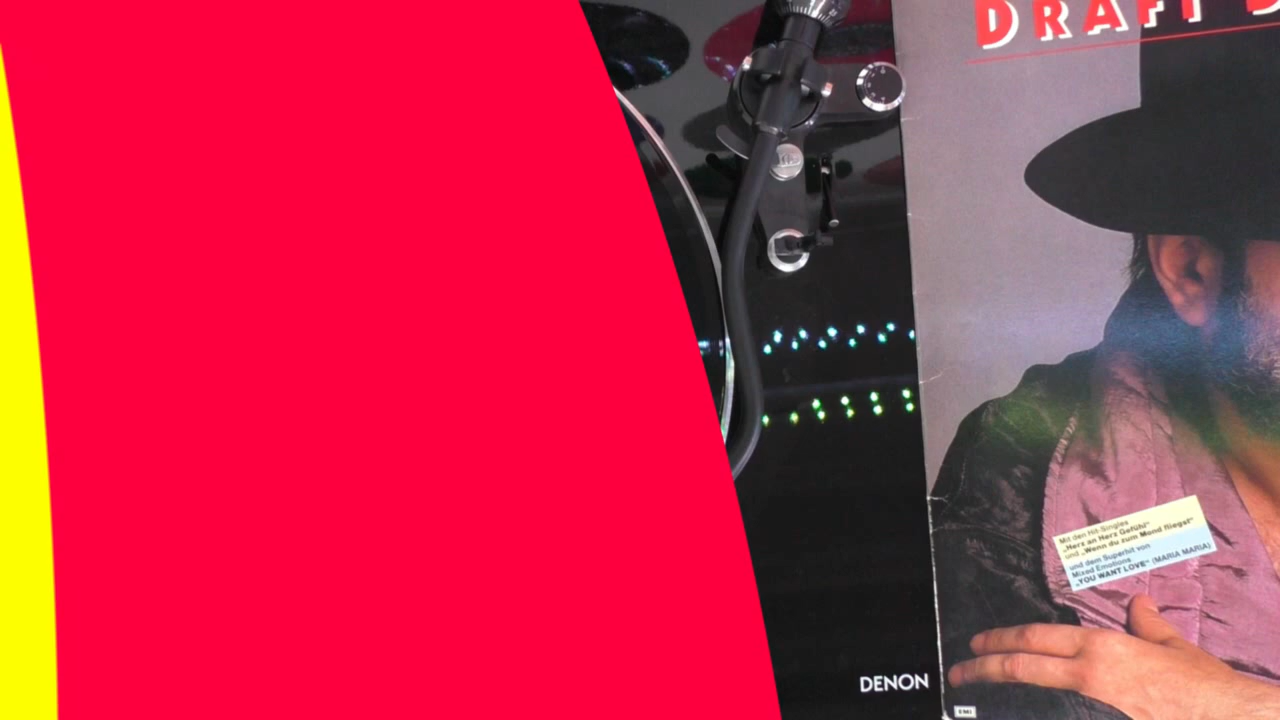 DRAFI D
Mit den Hit-Singles
„Herz an Herz Gefühl“
und „Wenn du zum Mond fliegst“
und dem Superhit von
Mixed Emotions
„YOU WANT LOVE“ (MARIA MARIA)
DENON
EMI